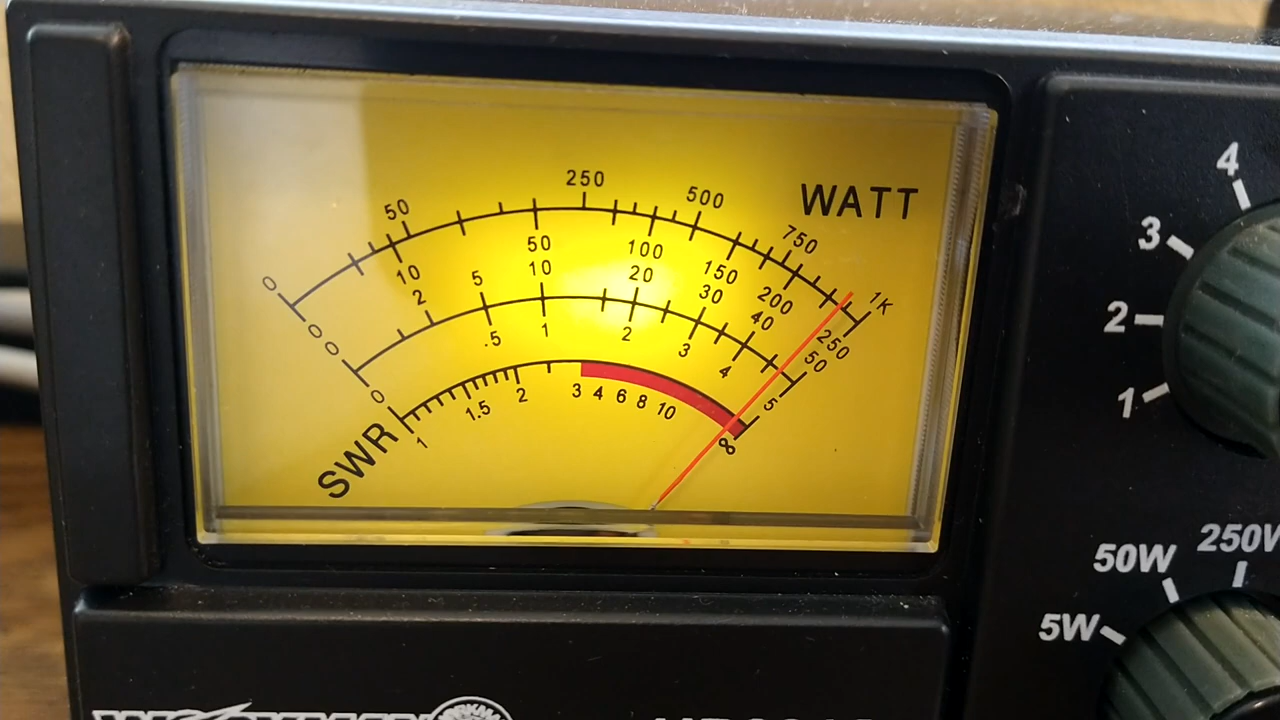 WATT
0 50 250 500 750 1K
50 100 150 200 250
0 10 5 10 20 30 40 50
0 2 .5 1 2 3 4 5
SWR 1 1.5 2 3 4 6 8 10 ∞
4
3
2
1
50W
5W